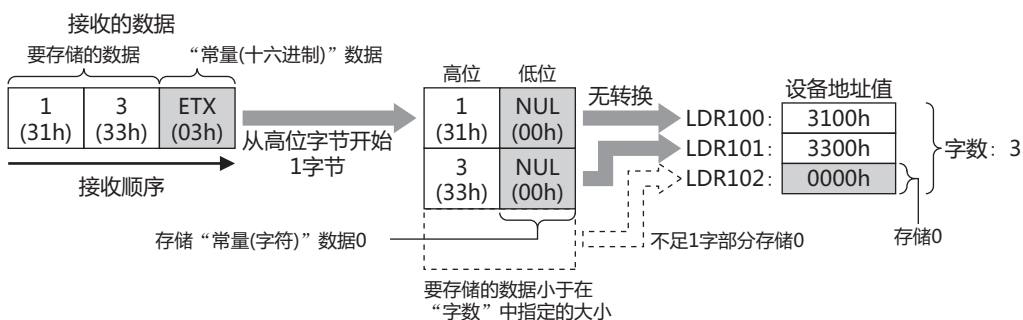 接收的数据
要存储的数据 “常量(十六进制)”数据
1 3 ETX
(31h) (33h) (03h)
接收顺序
从高位字节开始
1字节
高位 低位
1 NUL
(31h) (00h)
3 NUL
(33h) (00h)
存储“常量(字符)”数据0
要存储的数据小于在
“字数”中指定的大小
无转换
设备地址值
LDR100: 3100h
LDR101: 3300h
LDR102: 0000h
字数: 3
不足1字部分存储0
存储0